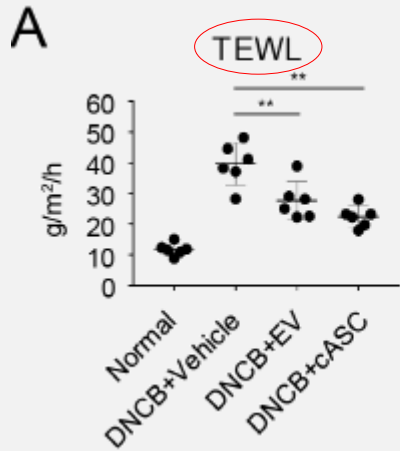 A
TEWL
**
**
g/m²/h
60
50
40
30
20
10
0
Normal
DNCB+Vehicle
DNCB+EV
DNCB+cASC